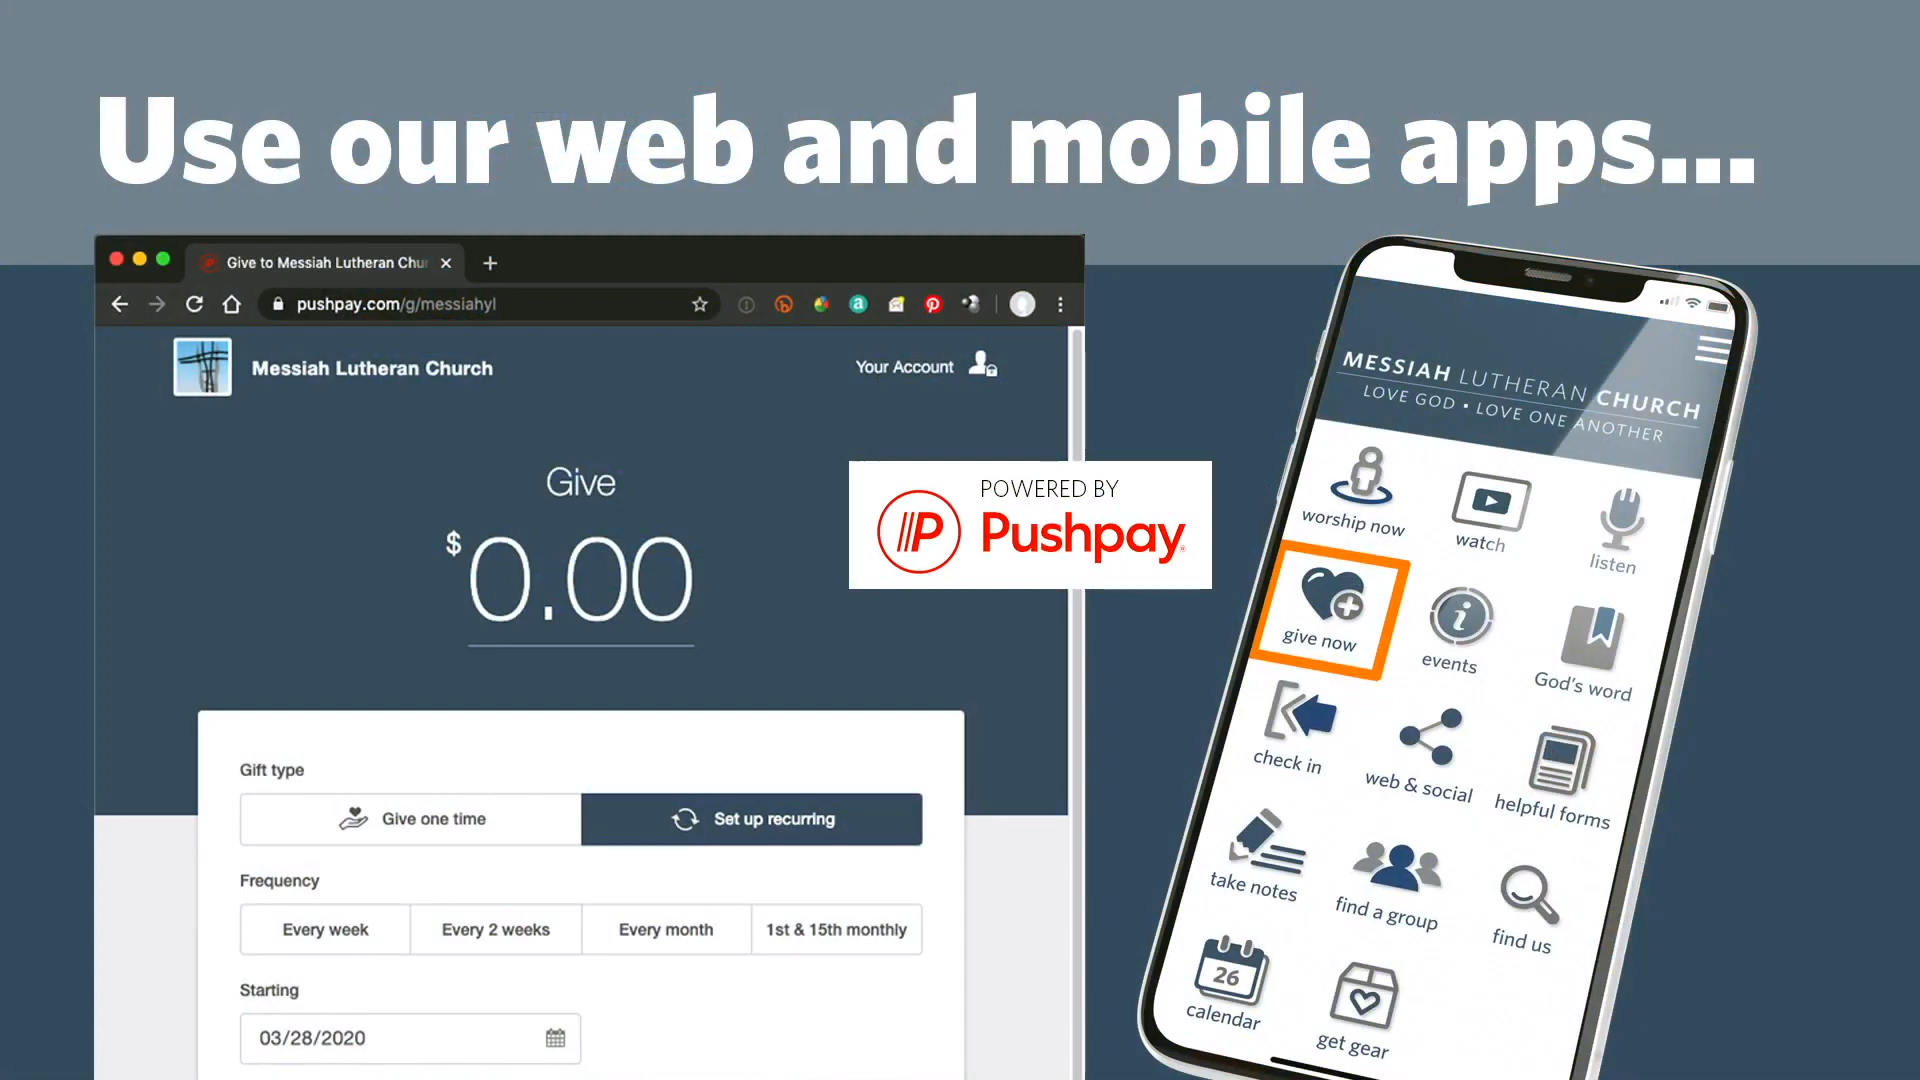 Use our web and mobile apps...
Give to Messiah Lutheran Chur
pushpay.com/g/messiahyl
Messiah Lutheran Church
Your Account
Give
$0.00
Gift type
Give one time
Set up recurring
Frequency
Every week
Every 2 weeks
Every month
1st & 15th monthly
Starting
03/28/2020
POWERED BY
Pushpay
MESSIAH LUTHERAN CHURCH
LOVE GOD • LOVE ONE ANOTHER
worship now
watch
listen
give now
events
God's word
check in
web & social
helpful forms
take notes
find a group
find us
26
calendar
get gear